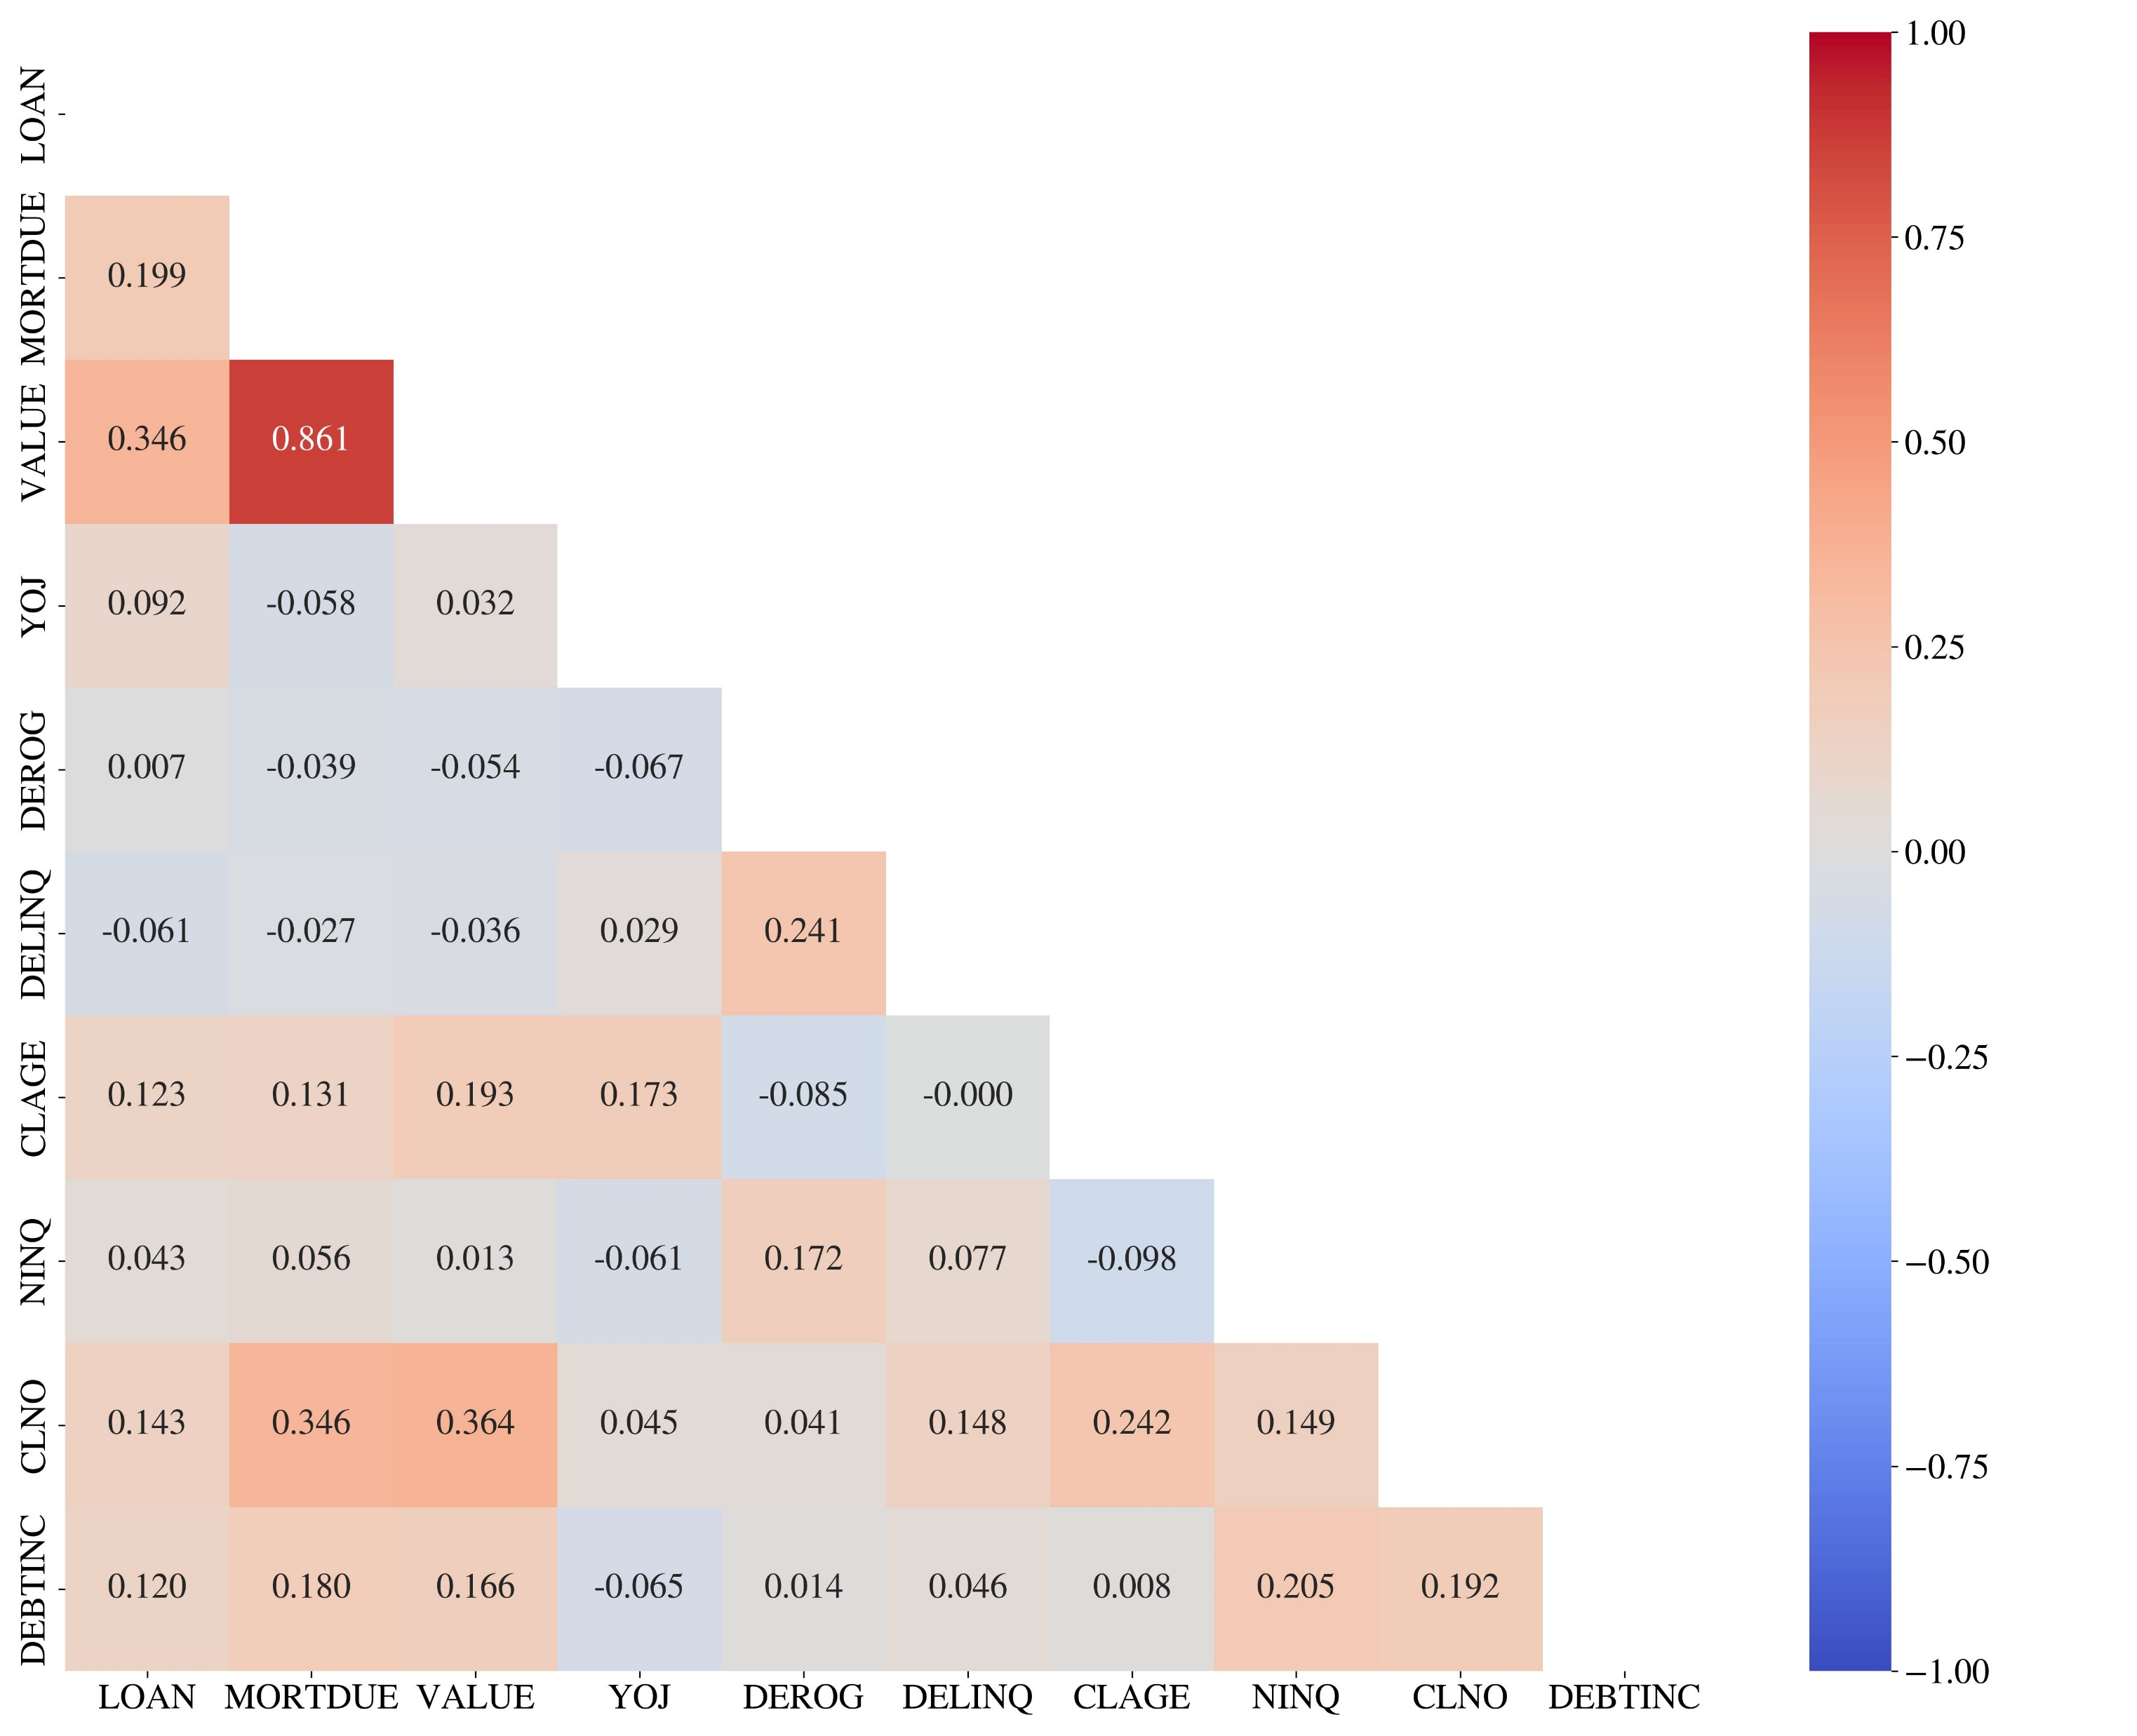 LOAN
MORTDUE 0.199
VALUE 0.346 0.861
YOJ 0.092 -0.058 0.032
DEROG 0.007 -0.039 -0.054 -0.067
DELINQ -0.061 -0.027 -0.036 0.029 0.241
CLAGE 0.123 0.131 0.193 0.173 -0.085 -0.000
NINQ 0.043 0.056 0.013 -0.061 0.172 0.077 -0.098
CLNO 0.143 0.346 0.364 0.045 0.041 0.148 0.242 0.149
DEBTINC 0.120 0.180 0.166 -0.065 0.014 0.046 0.008 0.205 0.192
LOAN MORTDUE VALUE YOJ DEROG DELINQ CLAGE NINQ CLNO DEBTINC
1.00
0.75
0.50
0.25
0.00
−0.25
−0.50
−0.75
−1.00